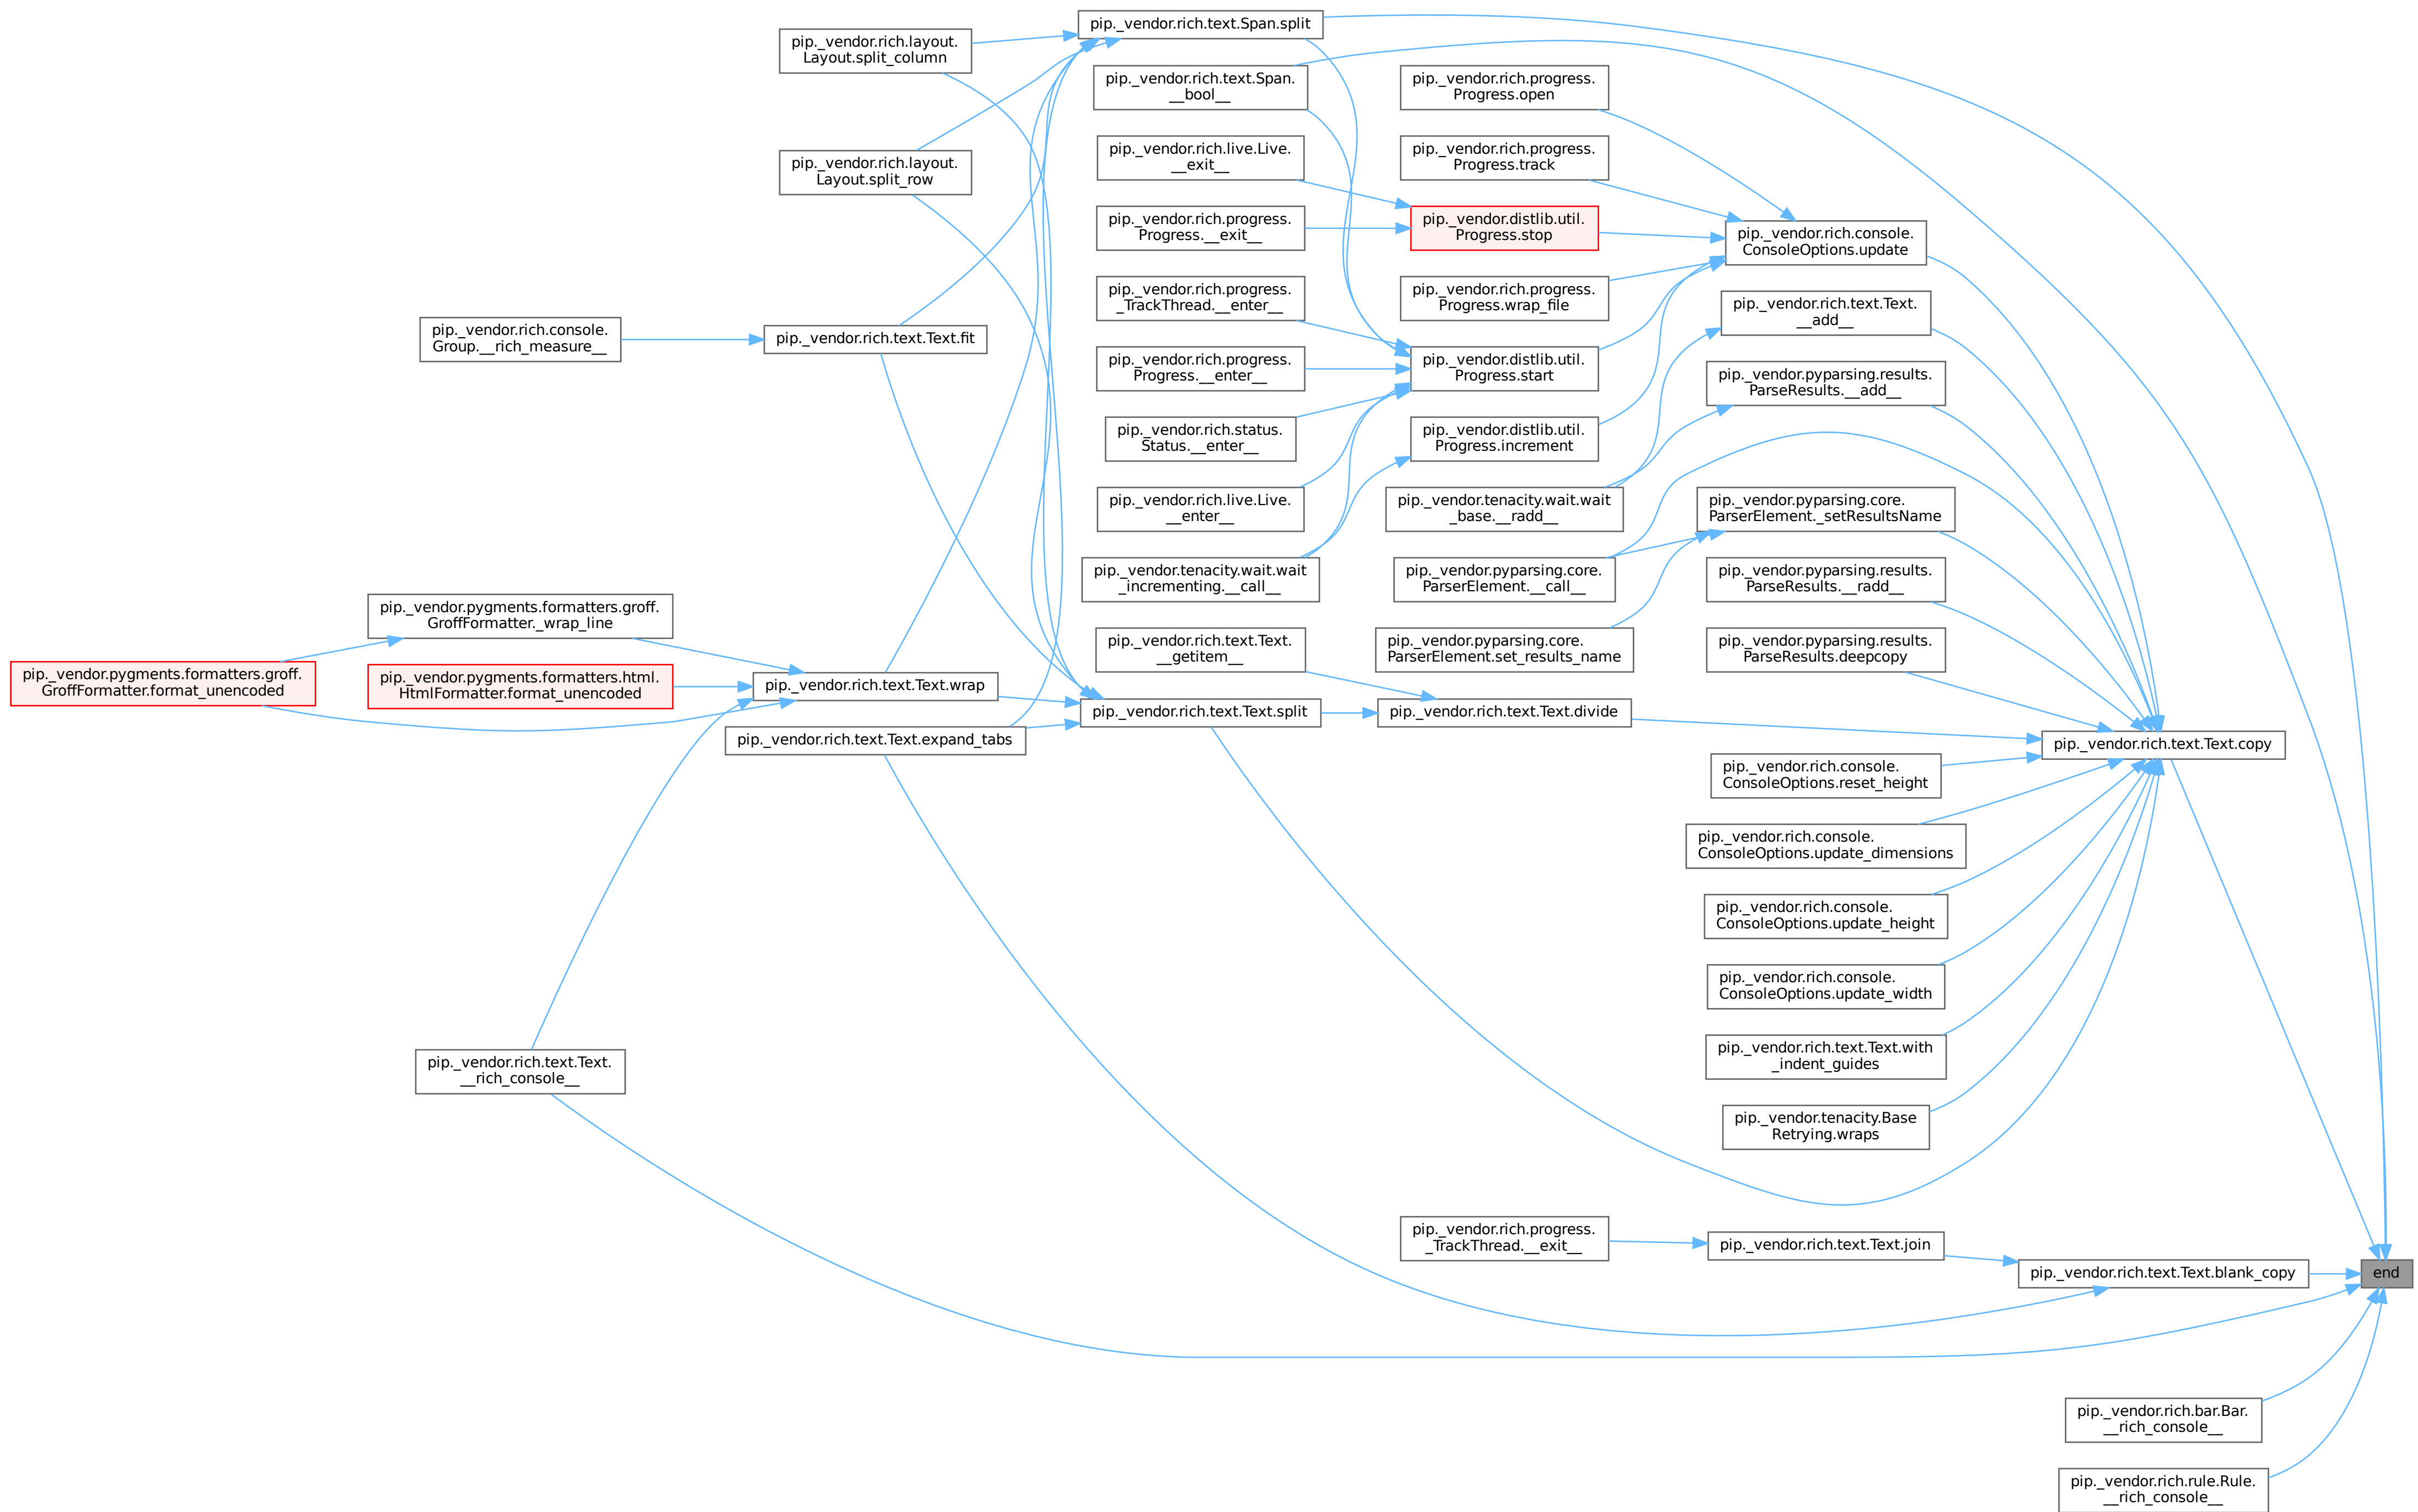 pip._vendor.rich.text.Span.split
pip._vendor.rich.layout.
Layout.split_column
pip._vendor.rich.text.Span.
__bool__
pip._vendor.rich.progress.
Progress.open
pip._vendor.rich.live.Live.
__exit__
pip._vendor.rich.progress.
Progress.track
pip._vendor.rich.layout.
Layout.split_row
pip._vendor.rich.progress.
Progress.__exit__
pip._vendor.distlib.util.
Progress.stop
pip._vendor.rich.console.
ConsoleOptions.update
pip._vendor.rich.progress.
_TrackThread.__enter__
pip._vendor.rich.progress.
Progress.wrap_file
pip._vendor.rich.text.Text.
__add__
pip._vendor.rich.console.
Group.__rich_measure__
pip._vendor.rich.text.Text.fit
pip._vendor.rich.progress.
Progress.__enter__
pip._vendor.distlib.util.
Progress.start
pip._vendor.pyparsing.results.
ParseResults.__add__
pip._vendor.rich.status.
Status.__enter__
pip._vendor.distlib.util.
Progress.increment
pip._vendor.rich.live.Live.
__enter__
pip._vendor.tenacity.wait.wait
_base.__radd__
pip._vendor.pyparsing.core.
ParserElement._setResultsName
pip._vendor.tenacity.wait.wait
_incrementing.__call__
pip._vendor.pyparsing.core.
ParserElement.__call__
pip._vendor.pyparsing.results.
ParseResults.__radd__
pip._vendor.pygments.formatters.groff.
GroffFormatter._wrap_line
pip._vendor.rich.text.Text.
__getitem__
pip._vendor.pyparsing.core.
ParserElement.set_results_name
pip._vendor.pyparsing.results.
ParseResults.deepcopy
pip._vendor.pygments.formatters.groff.
GroffFormatter.format_unencoded
pip._vendor.pygments.formatters.html.
HtmlFormatter.format_unencoded
pip._vendor.rich.text.Text.wrap
pip._vendor.rich.text.Text.split
pip._vendor.rich.text.Text.divide
pip._vendor.rich.text.Text.expand_tabs
pip._vendor.rich.text.Text.copy
pip._vendor.rich.console.
ConsoleOptions.reset_height
pip._vendor.rich.console.
ConsoleOptions.update_dimensions
pip._vendor.rich.console.
ConsoleOptions.update_height
pip._vendor.rich.console.
ConsoleOptions.update_width
pip._vendor.rich.text.Text.with
_indent_guides
pip._vendor.rich.text.Text.
__rich_console__
pip._vendor.tenacity.Base
Retrying.wraps
pip._vendor.rich.progress.
_TrackThread.__exit__
pip._vendor.rich.text.Text.join
pip._vendor.rich.text.Text.blank_copy
end
pip._vendor.rich.bar.Bar.
__rich_console__
pip._vendor.rich.rule.Rule.
__rich_console__